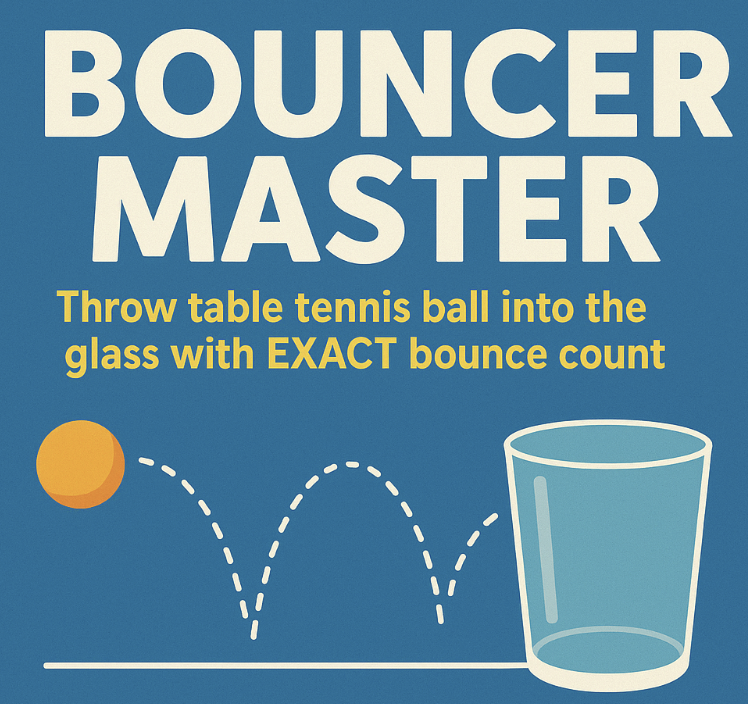 BOUNCER
MASTER
Throw table tennis ball into the
glass with EXACT bounce count